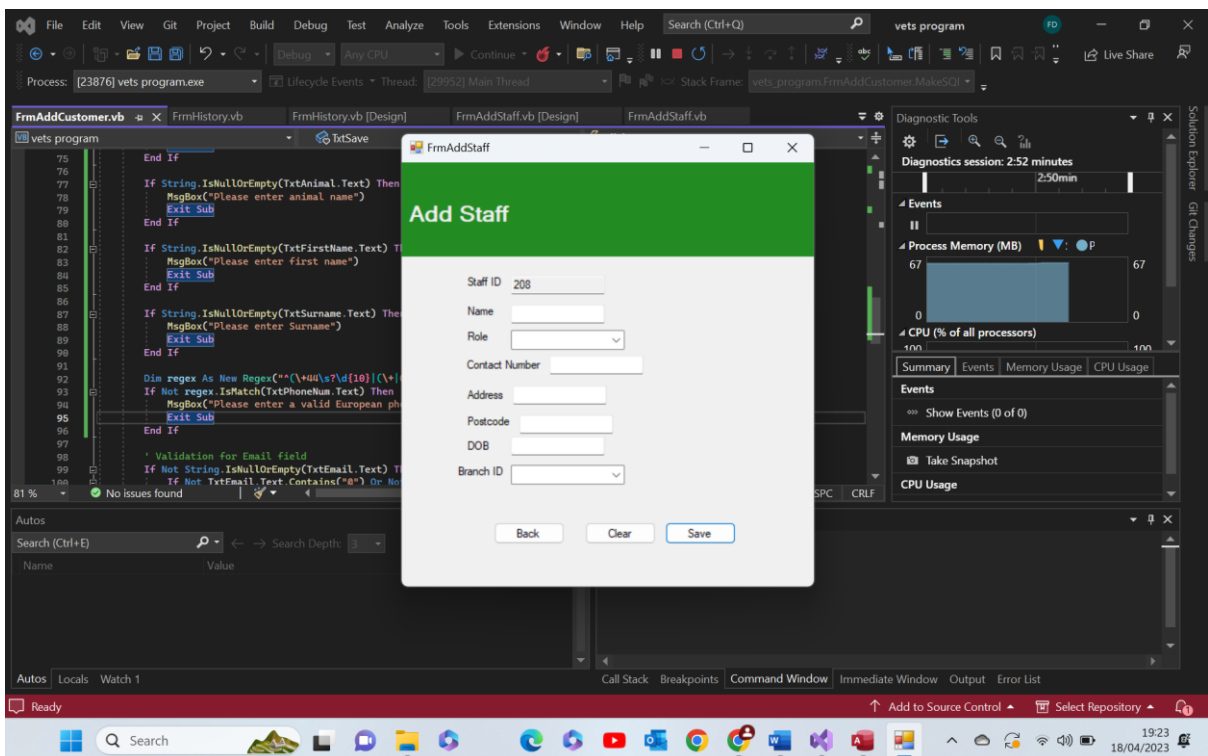 File Edit View Git Project Build Debug Test Analyze Tools Extensions Window Help Search (Ctrl+Q) vets program FD
Debug Any CPU Continue Live Share
Process: [23876] vets program.exe Lifecycle Events Thread: [29952] Main Thread Stack Frame: vets_program.FrmAddCustomer.MakeSQl
FrmAddCustomer.vb FrmHistory.vb FrmHistory.vb [Design] FrmAddStaff.vb [Design] FrmAddStaff.vb
vets program TxtSave
75 End If
76
77 If String.IsNullOrEmpty(TxtAnimal.Text) Then
78 MsgBox("Please enter animal name")
79 Exit Sub
80 End If
81
82 If String.IsNullOrEmpty(TxtFirstName.Text) T
83 MsgBox("Please enter first name")
84 Exit Sub
85 End If
86
87 If String.IsNullOrEmpty(TxtSurname.Text) The
88 MsgBox("Please enter Surname")
89 Exit Sub
90 End If
91
92 Dim regex As New Regex("^(\+44\s?\d{10}|(\+|
93 If Not regex.IsMatch(TxtPhoneNum.Text) Then
94 MsgBox("Please enter a valid European ph
95 Exit Sub
96 End If
97
98 ' Validation for Email field
99 If Not String.IsNullOrEmpty(TxtEmail.Text) T
100 If Not TxtEmail.Text.Contains("@") Or No
81 % No issues found SPC CRLF
FrmAddStaff
Add Staff
Staff ID 208
Name
Role
Contact Number
Address
Postcode
DOB
Branch ID
Back Clear Save
Diagnostic Tools
Diagnostics session: 2:52 minutes
2:50min
Events
Process Memory (MB) P
67 67
0 0
CPU (% of all processors)
100 100
Summary Events Memory Usage CPU Usage
Events
Show Events (0 of 0)
Memory Usage
Take Snapshot
CPU Usage
Solution Explorer
Git Changes
Autos
Search (Ctrl+E) Search Depth: 3
Name Value
Autos Locals Watch 1
Call Stack Breakpoints Command Window Immediate Window Output Error List
Ready Add to Source Control Select Repository
Search
19:23
18/04/2023